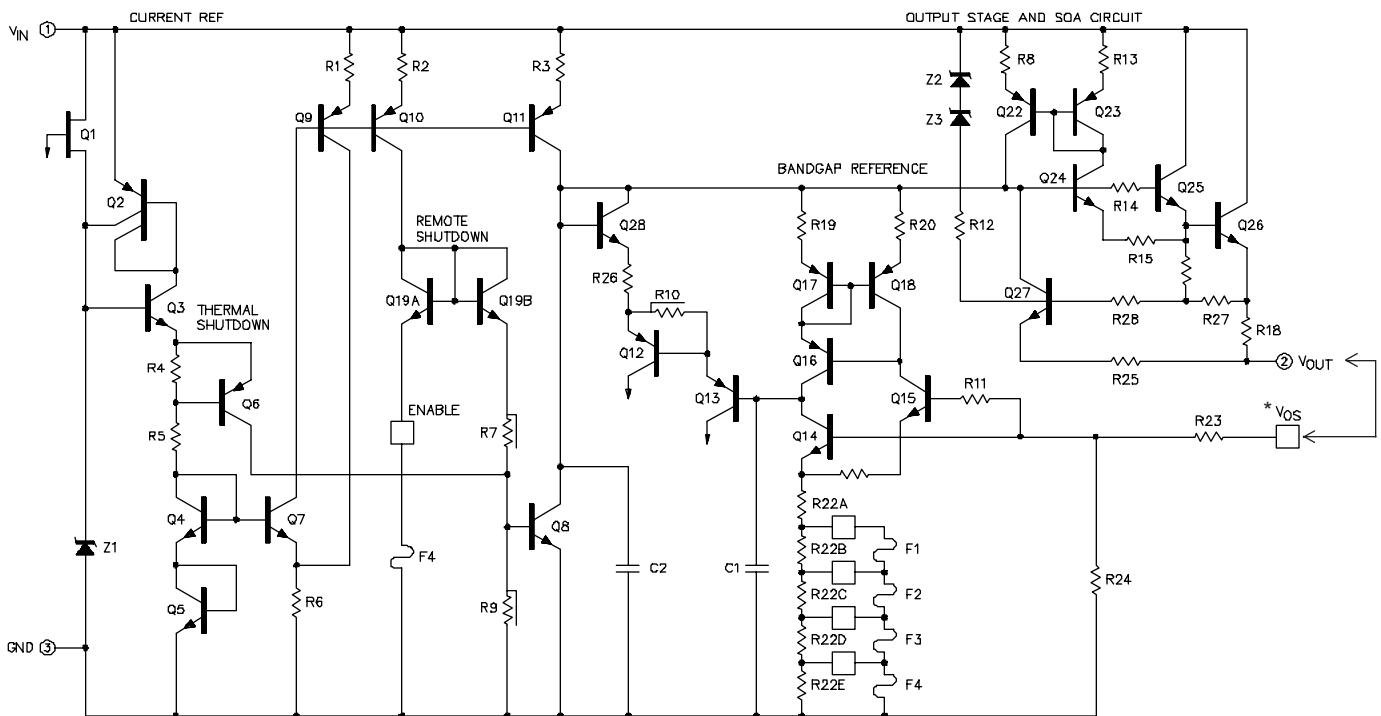 CURRENT REF
OUTPUT STAGE AND SOA CIRCUIT
VIN 1
R1
R2
R3
R8
R13
Z2
Z3
Q1
Q9
Q10
Q11
Q22
Q23
BANDGAP REFERENCE
Q24
Q25
R14
Q2
REMOTE
SHUTDOWN
Q28
R19
R20
R12
Q26
R15
R26
Q17
Q18
Q3
THERMAL
SHUTDOWN
Q19A
Q19B
R10
Q27
R28
R27
R18
Q12
Q16
R4
R25
2 VOUT
Q6
Q13
Q15
R11
ENABLE
R5
R7
Q14
R23
* VOS
R22A
Q4
Q7
Q8
R22B
F1
Z1
F4
C2
C1
R22C
F2
R24
Q5
R6
R9
R22D
F3
GND 3
R22E
F4